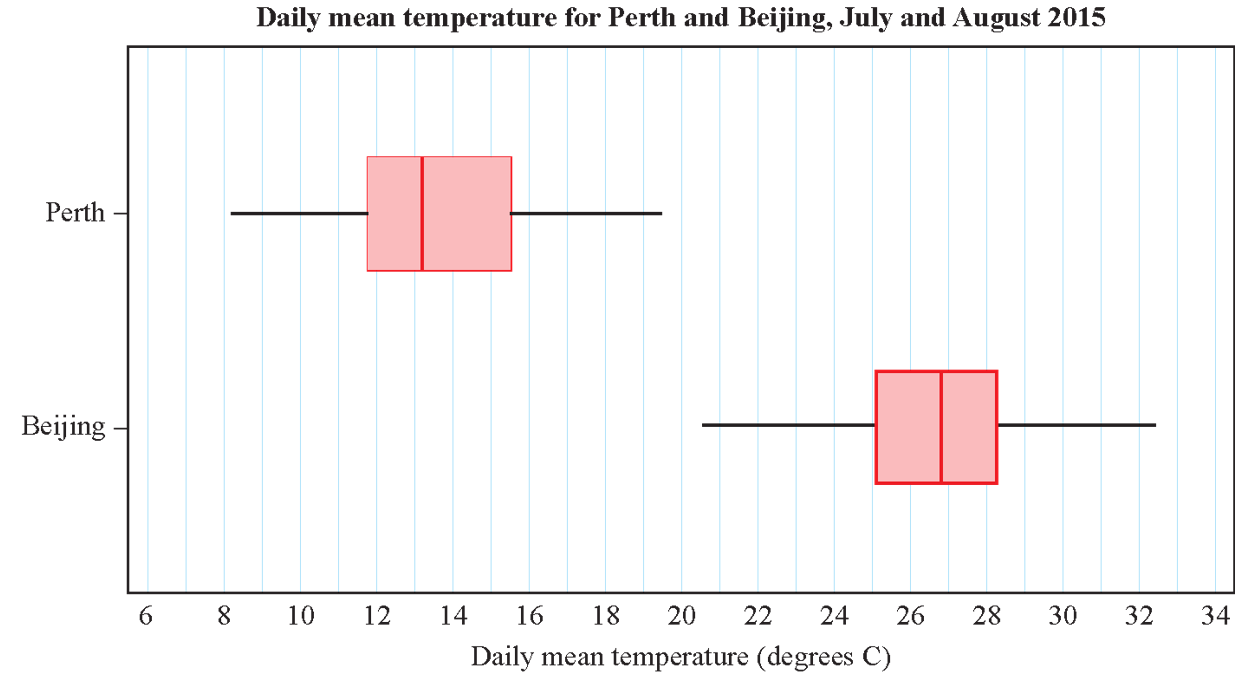 Daily mean temperature for Perth and Beijing, July and August 2015
Perth
Beijing
6 8 10 12 14 16 18 20 22 24 26 28 30 32 34
Daily mean temperature (degrees C)